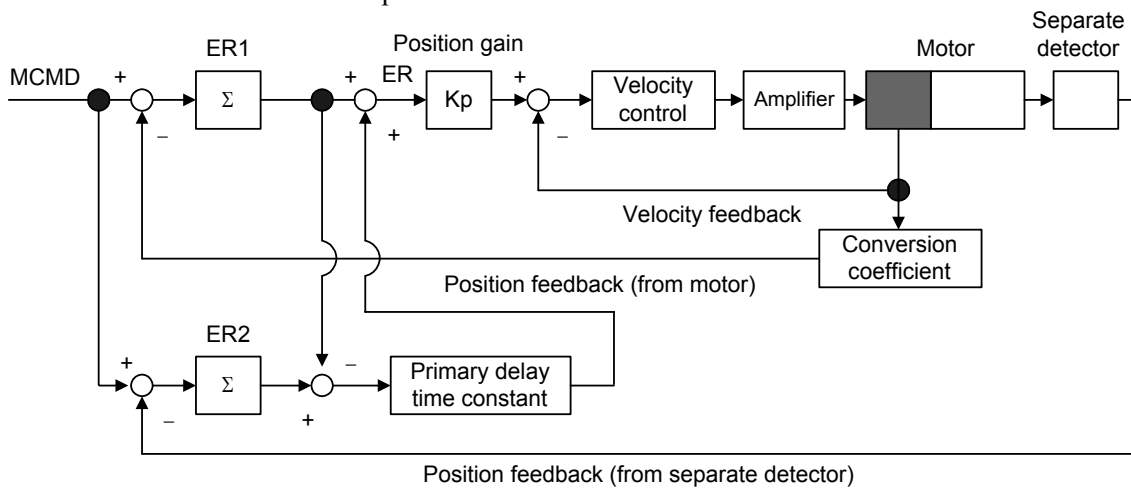 Separate
detector
ER1
Position gain
Motor
MCMD
+
+
ER
+
Σ
Kp
Velocity
control
Amplifier
−
+
−
Velocity feedback
Conversion
coefficient
Position feedback (from motor)
ER2
+
−
Σ
Primary delay
time constant
−
+
Position feedback (from separate detector)